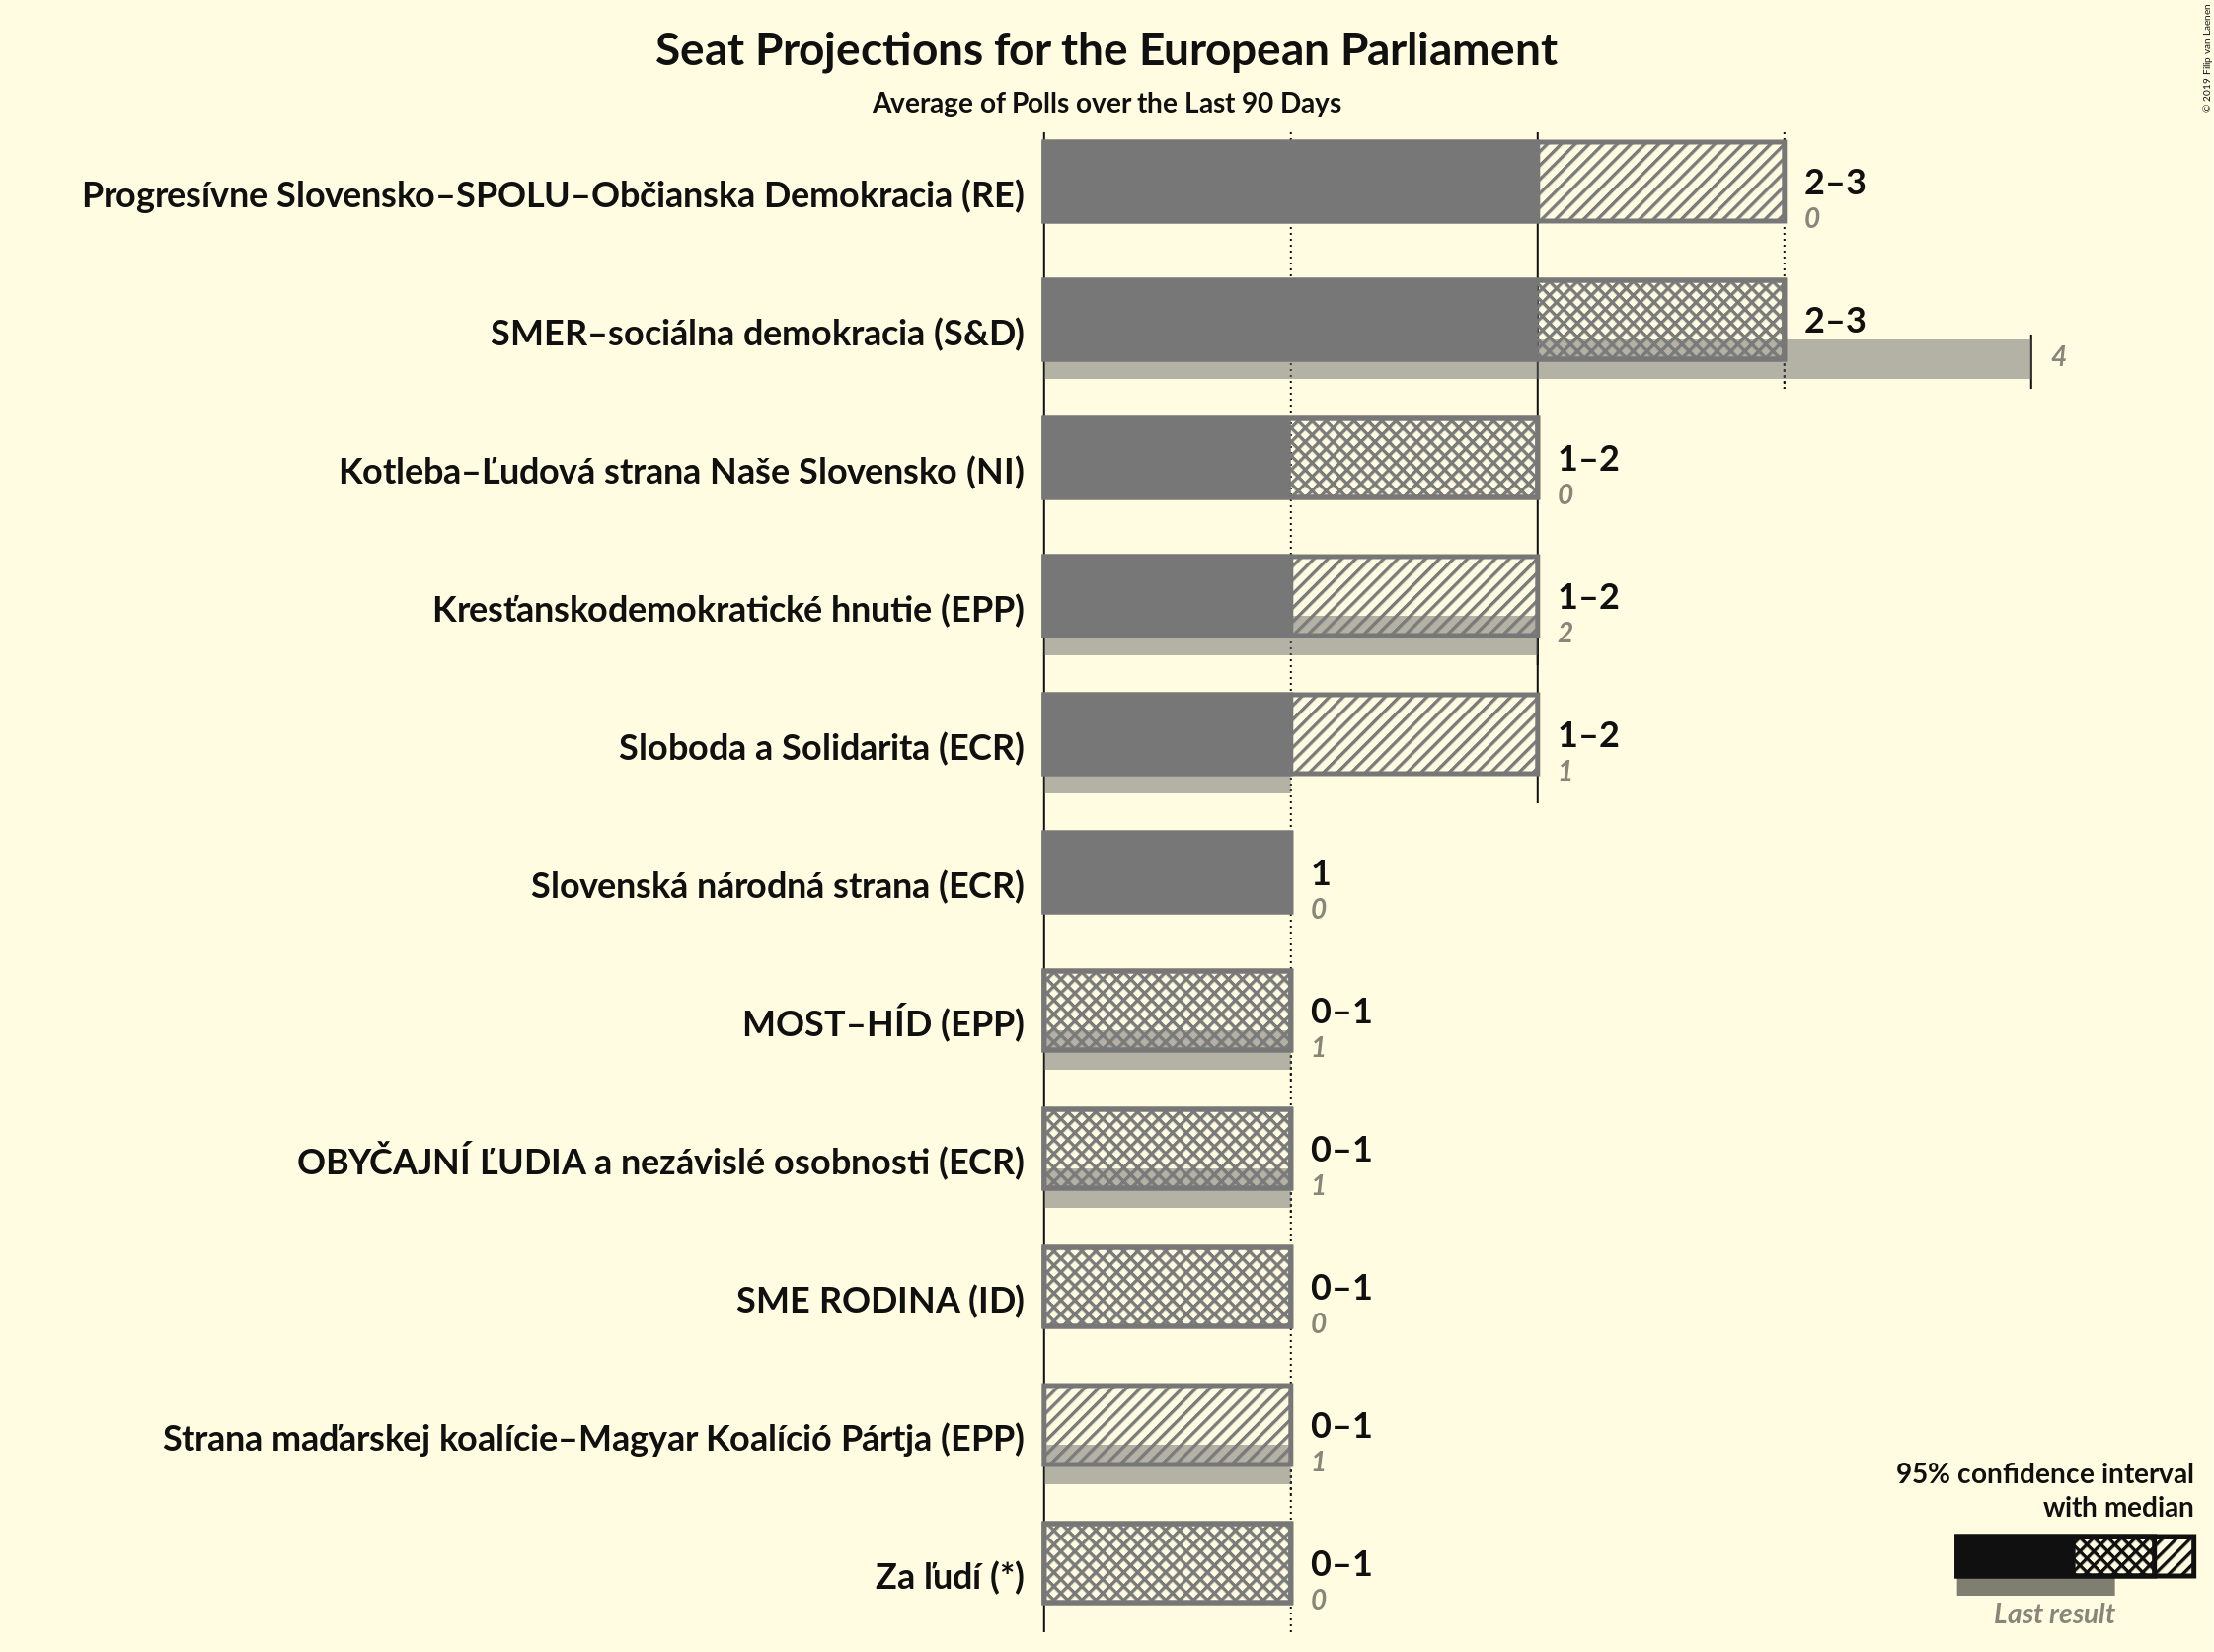 Seat Projections for the European Parliament
Average of Polls over the Last 90 Days
© 2019 Filip van Laenen
Progresívne Slovensko–SPOLU–Občianska Demokracia (RE)
2–3
0
SMER–sociálna demokracia (S&D)
2–3
4
Kotleba–Ľudová strana Naše Slovensko (NI)
1–2
0
Kresťanskodemokratické hnutie (EPP)
1–2
2
Sloboda a Solidarita (ECR)
1–2
1
Slovenská národná strana (ECR)
1
0
MOST–HÍD (EPP)
0–1
1
OBYČAJNÍ ĽUDIA a nezávislé osobnosti (ECR)
0–1
1
SME RODINA (ID)
0–1
0
Strana maďarskej koalície–Magyar Koalíció Pártja (EPP)
0–1
1
Za ľudí (*)
0–1
0
95% confidence interval
with median
Last result